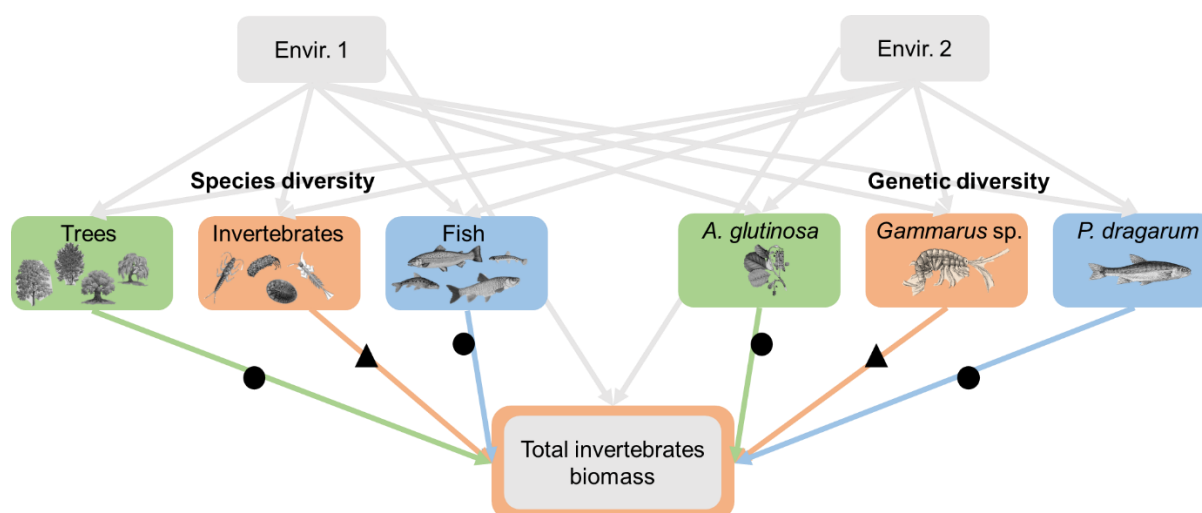 Envir. 1
Envir. 2
Species diversity
Genetic diversity
Trees
Invertebrates
Fish
A. glutinosa
Gammarus sp.
P. dragarum
Total invertebrates
biomass